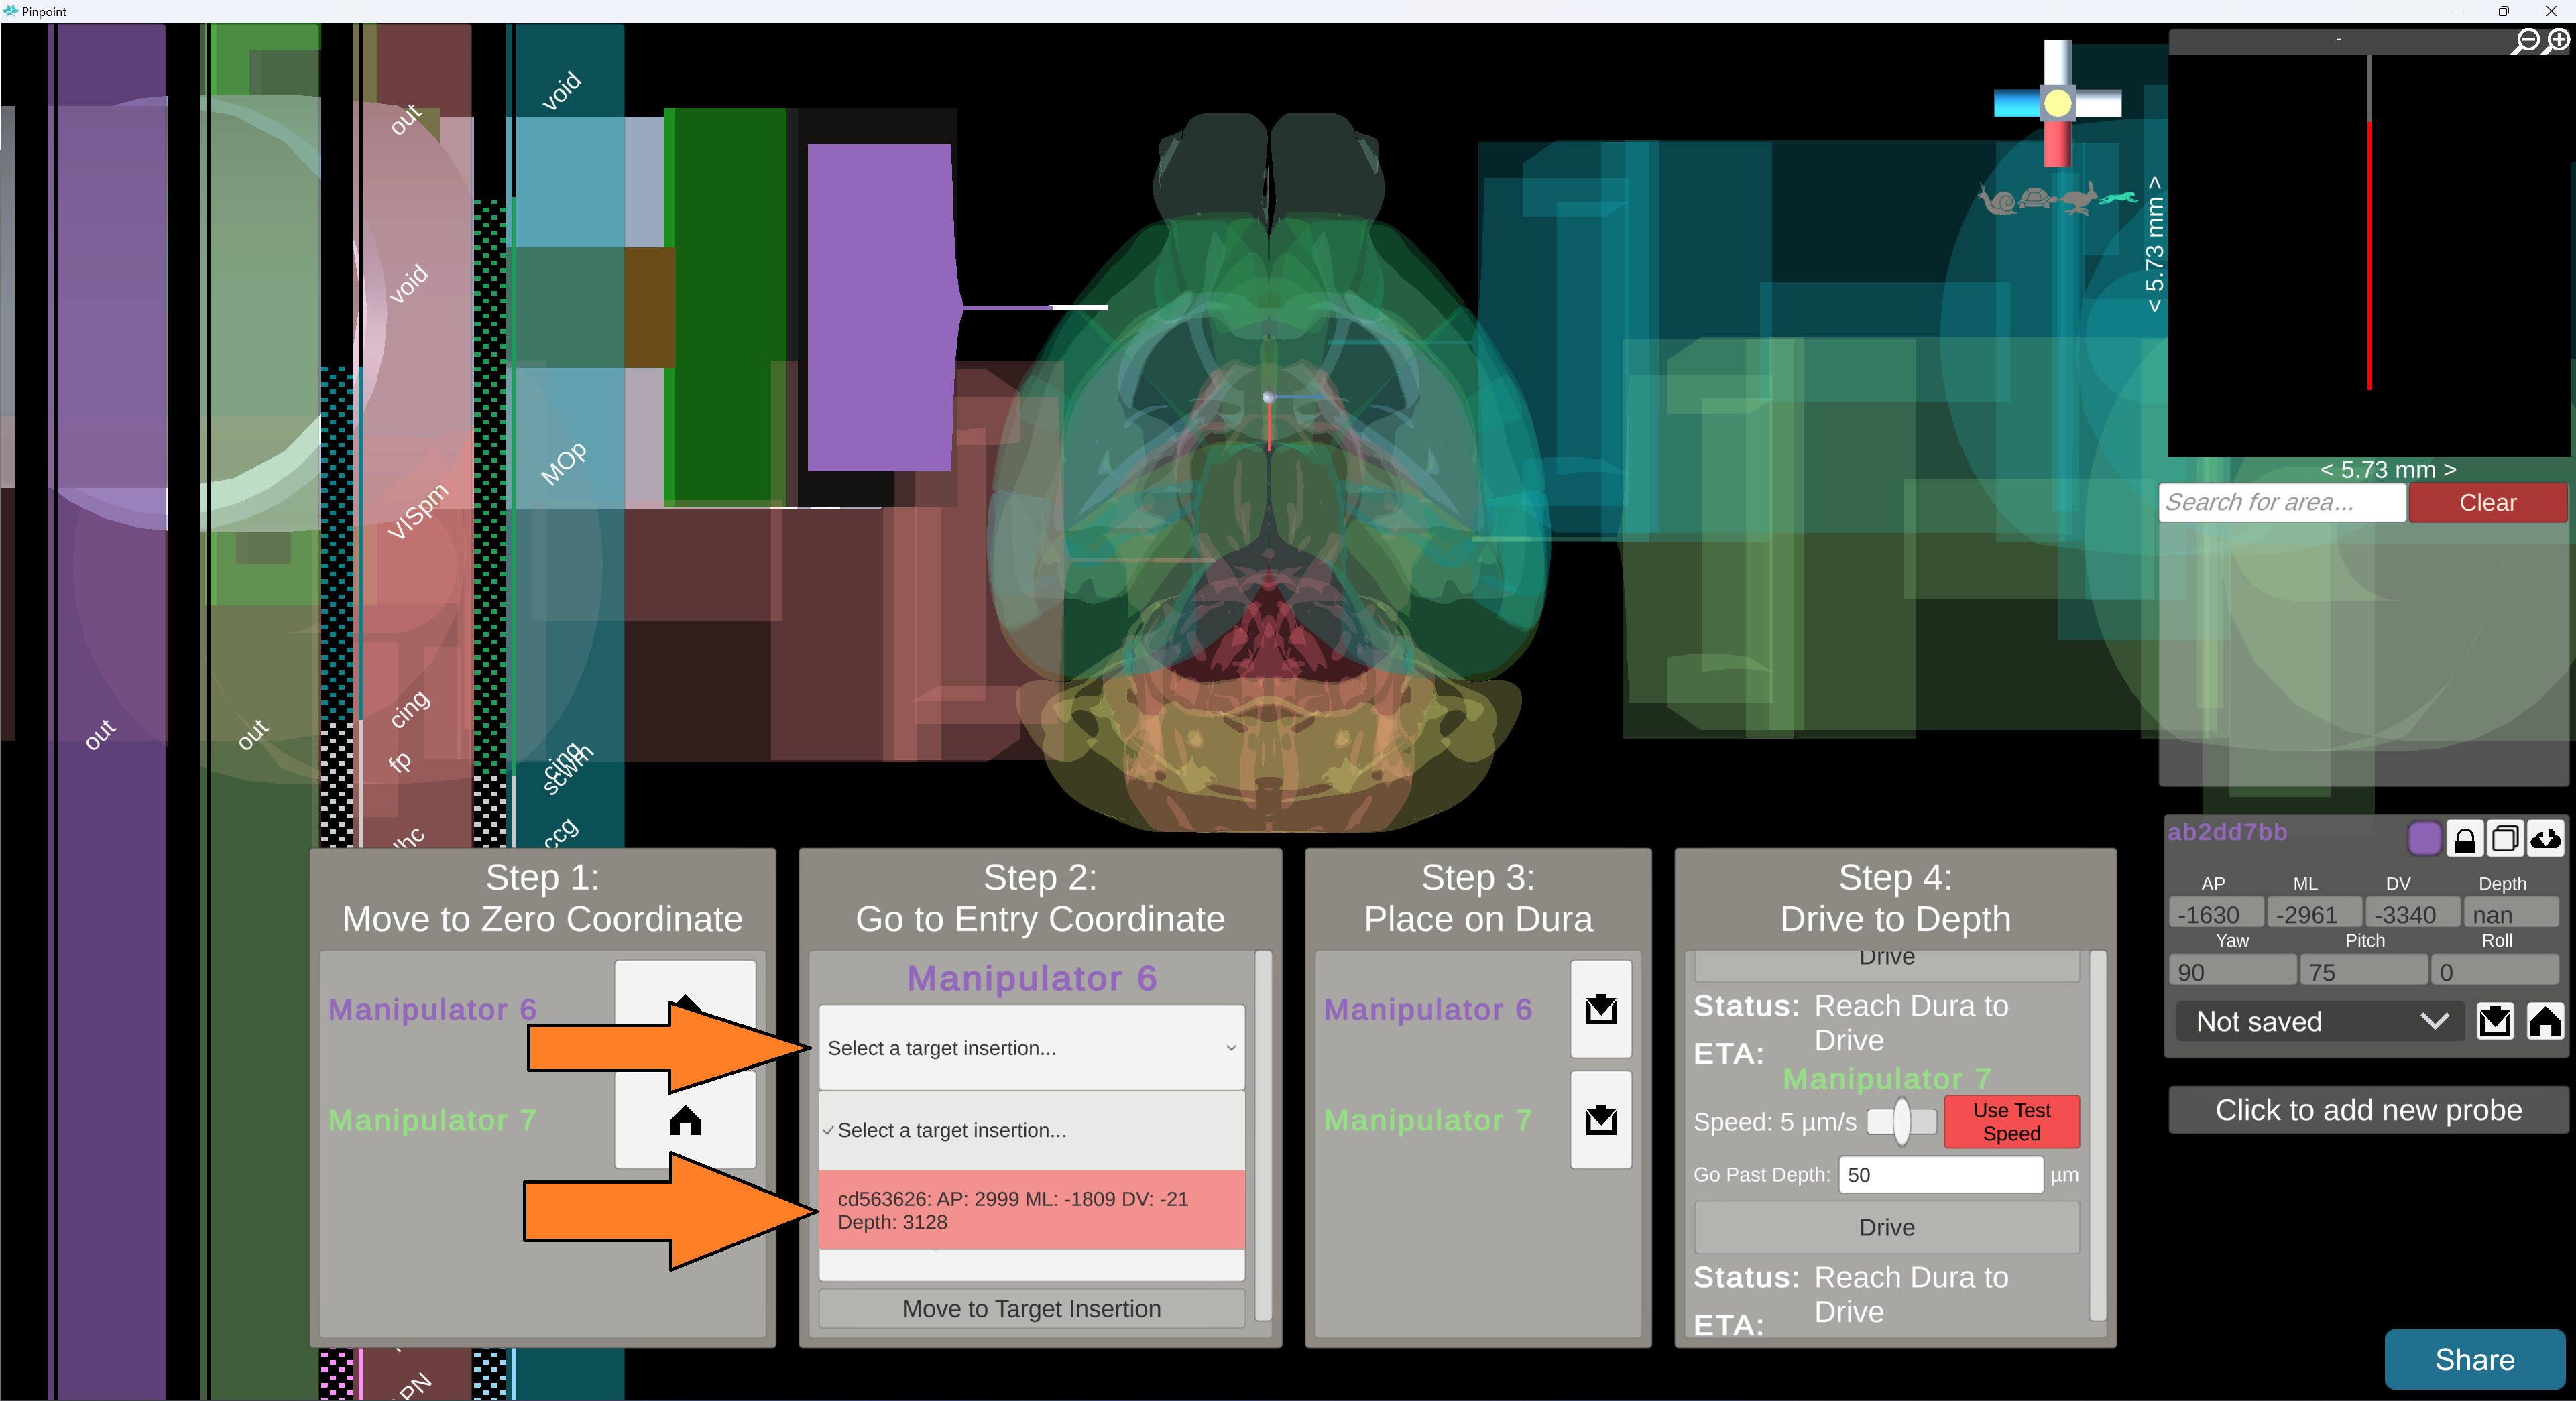 Pinpoint
-
void
out
void
MOp
VISpm
cing
out
out
fp
cing
scwh
ccg
PN
< 5.73 mm >
< 5.73 mm >
Search for area...
Clear
ab2dd7bb
AP ML DV Depth
-1630 -2961 -3340 nan
Yaw Pitch Roll
90 75 0
Not saved
Click to add new probe
Share
Step 1:
Move to Zero Coordinate
Manipulator 6
Manipulator 7
Step 2:
Go to Entry Coordinate
Manipulator 6
Select a target insertion...
Select a target insertion...
cd563626: AP: 2999 ML: -1809 DV: -21
Depth: 3128
Move to Target Insertion
Step 3:
Place on Dura
Manipulator 6
Manipulator 7
Step 4:
Drive to Depth
Drive
Status: Reach Dura to
Drive
ETA:
Manipulator 7
Speed: 5 µm/s
Use Test
Speed
Go Past Depth: 50 µm
Drive
Status: Reach Dura to
Drive
ETA: